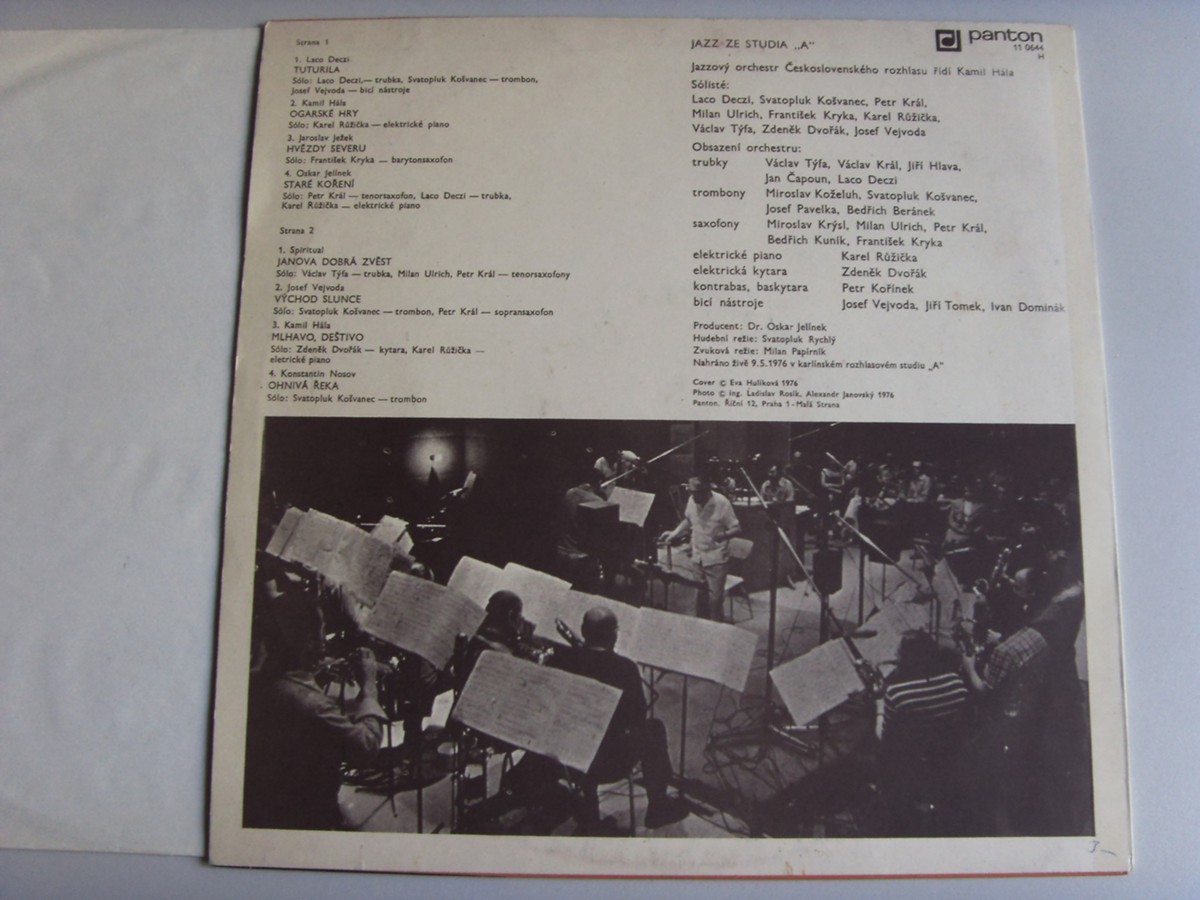 Strana 1
1. Laco Deczi
TUTURILA
Sólo: Laco Deczi,— trubka, Svatopluk Košvanec — trombon,
Josef Vejvoda — bicí nástroje
2. Kamil Hála
OGARSKÉ HRY
Sólo: Karel Růžička — elektrické piano
3. Jaroslav Ježek
HVĚZDY SEVERU
Sólo: František Kryka — barytonsaxofon
4. Oskar Jelínek
STARÉ KOŘENÍ
Sólo: Petr Král — tenorsaxofon, Laco Deczi — trubka,
Karel Růžička — elektrické piano
Strana 2
1. Spiritual
JANOVA DOBRÁ ZVĚST
Sólo: Václav Týfa — trubka, Milan Ulrich, Petr Král — tenorsaxofony
2. Josef Vejvoda
VÝCHOD SLUNCE
Sólo: Svatopluk Košvanec — trombon, Petr Král — sopransaxofon
3. Kamil Hála
MLHAVO, DEŠTIVO
Sólo: Zdeněk Dvořák — kytara, Karel Růžička —
eletrické piano
4. Konstantin Nosov
OHNIVÁ ŘEKA
Sólo: Svatopluk Košvanec — trombon
panton
11 0644
H
JAZZ ZE STUDIA „A"
Jazzový orchestr Československého rozhlasu řídí Kamil Hála
Sólisté:
Laco Deczi, Svatopluk Košvanec, Petr Král,
Milan Ulrich, František Kryka, Karel Růžička,
Václav Týfa, Zdeněk Dvořák, Josef Vejvoda
Obsazení orchestru:
trubky Václav Týfa, Václav Král, Jiří Hlava,
Jan Čapoun, Laco Deczi
trombony Miroslav Koželuh, Svatopluk Košvanec,
Josef Pavelka, Bedřich Beránek
saxofony Miroslav Krýsl, Milan Ulrich, Petr Král,
Bedřich Kuník, František Kryka
elektrické piano Karel Růžička
elektrická kytara Zdeněk Dvořák
kontrabas, baskytara Petr Kořínek
bicí nástroje Josef Vejvoda, Jiří Tomek, Ivan Dominák
Producent: Dr. Oskar Jelínek
Hudební režie: Svatopluk Rychlý
Zvuková režie: Milan Papírník
Nahráno živě 9.5.1976 v karlínském rozhlasovém studiu „A"
Cover © Eva Hulíková 1976
Photo © ing. Ladislav Rosík, Alexandr Janovský 1976
Panton, Říční 12, Praha 1 - Malá Strana
3-